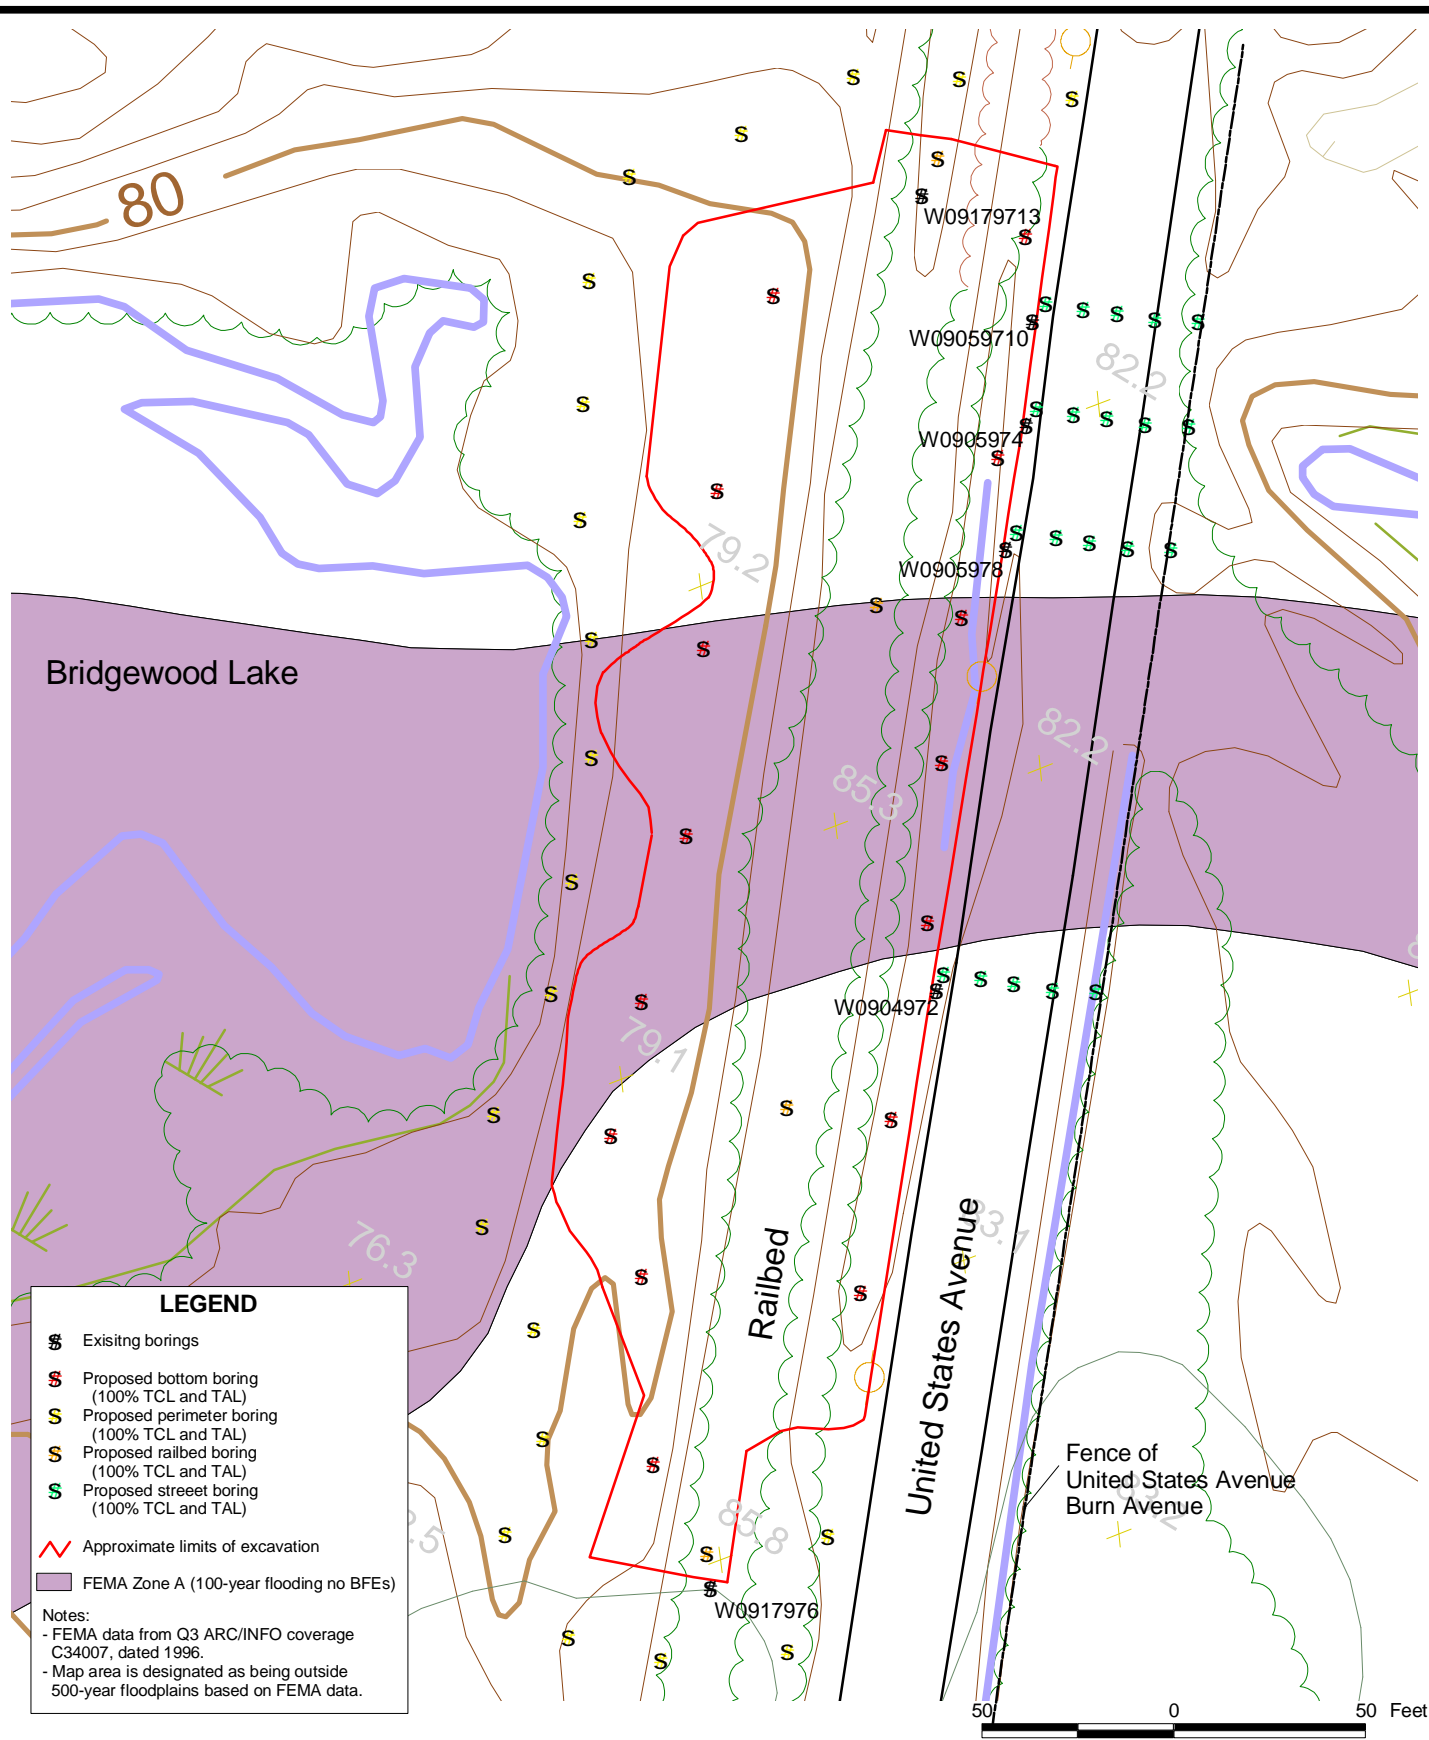 80
W09179713
W09059710
82.2
W0905974
79.2
W0905978
Bridgewood Lake
82.2
85.3
W0904972
79.1
83.1
76.3
Railbed
United States Avenue
LEGEND
Exisitng borings
Proposed bottom boring
(100% TCL and TAL)
Proposed perimeter boring
(100% TCL and TAL)
Proposed railbed boring
(100% TCL and TAL)
Proposed streeet boring
(100% TCL and TAL)
Approximate limits of excavation
FEMA Zone A (100-year flooding no BFEs)
Notes:
- FEMA data from Q3 ARC/INFO coverage
C34007, dated 1996.
- Map area is designated as being outside
500-year floodplains based on FEMA data.
Fence of
United States Avenue
Burn Avenue
83.2
85.8
W0917976
50 0 50 Feet